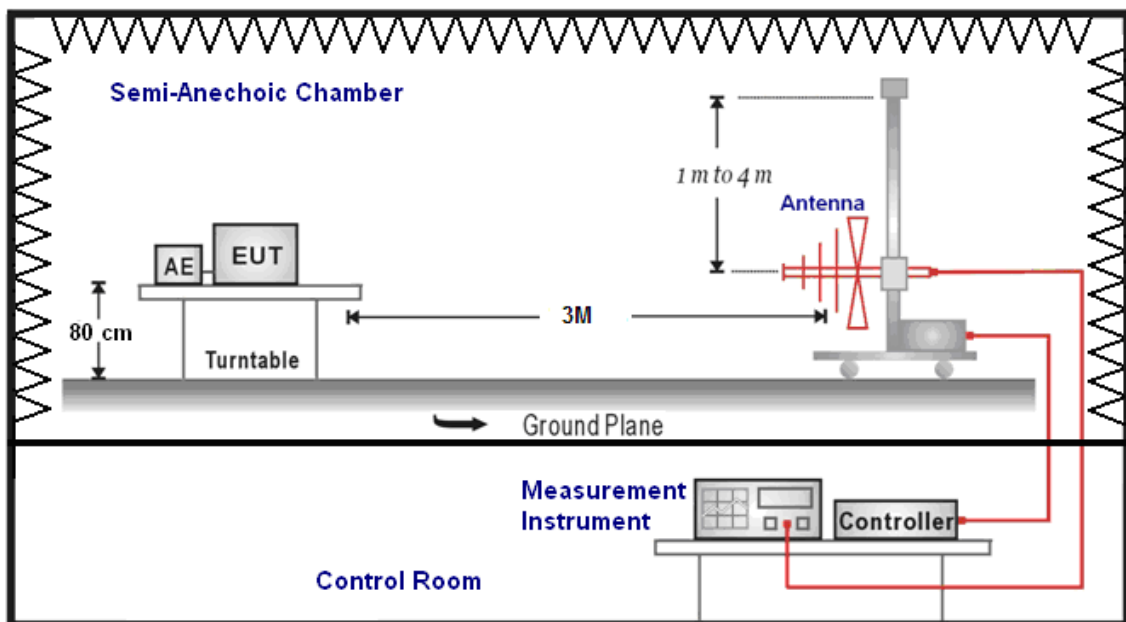 Semi-Anechoic Chamber
1 m to 4 m
Antenna
AE
EUT
80 cm
3M
Turntable
Ground Plane
Measurement
Instrument
Controller
Control Room